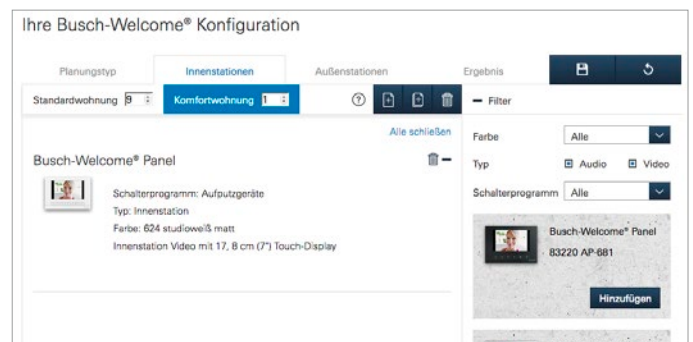 Ihre Busch-Welcome® Konfiguration
Planungstyp
Innenstationen
Außenstationen
Ergebnis
Standardwohnung 9
Komfortwohnung 1
Alle schließen
Busch-Welcome® Panel
Schalterprogramm: Aufputzgeräte
Typ: Innenstation
Farbe: 624 studioweiß matt
Innenstation Video mit 17, 8 cm (7") Touch-Display
Filter
Farbe Alle
Typ Audio Video
Schalterprogramm Alle
Busch-Welcome® Panel
83220 AP-681
Hinzufügen